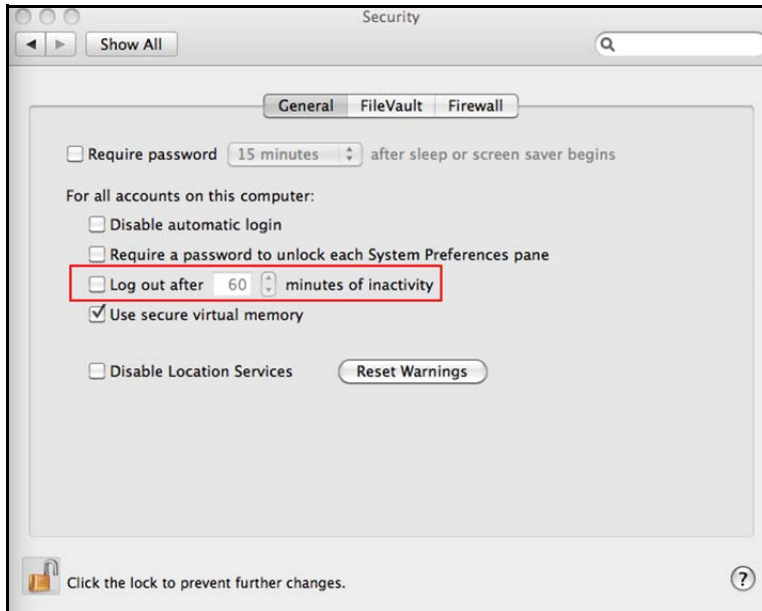 Security
Show All
General FileVault Firewall
Require password 15 minutes after sleep or screen saver begins
For all accounts on this computer:
Disable automatic login
Require a password to unlock each System Preferences pane
Log out after 60 minutes of inactivity
Use secure virtual memory
Disable Location Services Reset Warnings
Click the lock to prevent further changes. ?